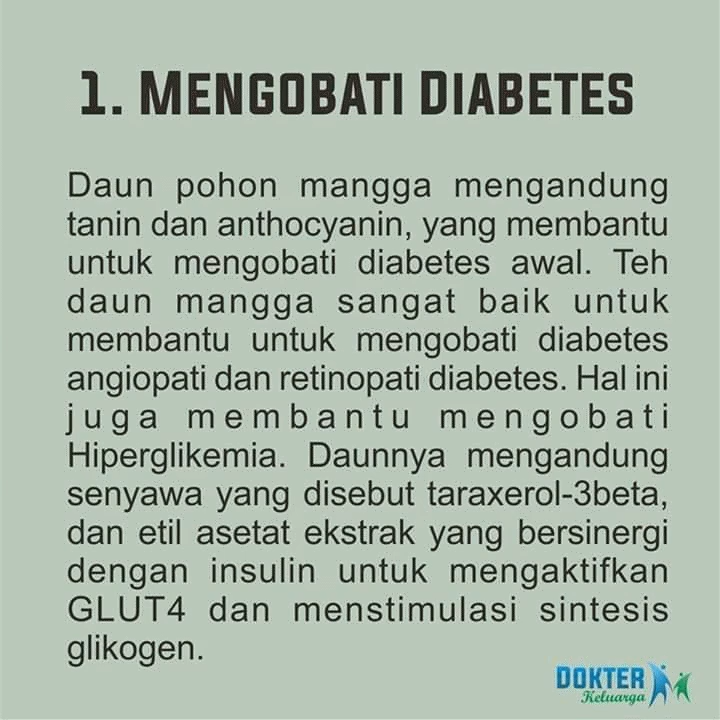 1. MENGOBATI DIABETES
Daun pohon mangga mengandung
tanin dan anthocyanin, yang membantu
untuk mengobati diabetes awal. Teh
daun mangga sangat baik untuk
membantu untuk mengobati diabetes
angiopati dan retinopati diabetes. Hal ini
juga membantu mengobati
Hiperglikemia. Daunnya mengandung
senyawa yang disebut taraxerol-3beta,
dan etil asetat ekstrak yang bersinergi
dengan insulin untuk mengaktifkan
GLUT4 dan menstimulasi sintesis
glikogen.
DOKTER
Keluarga